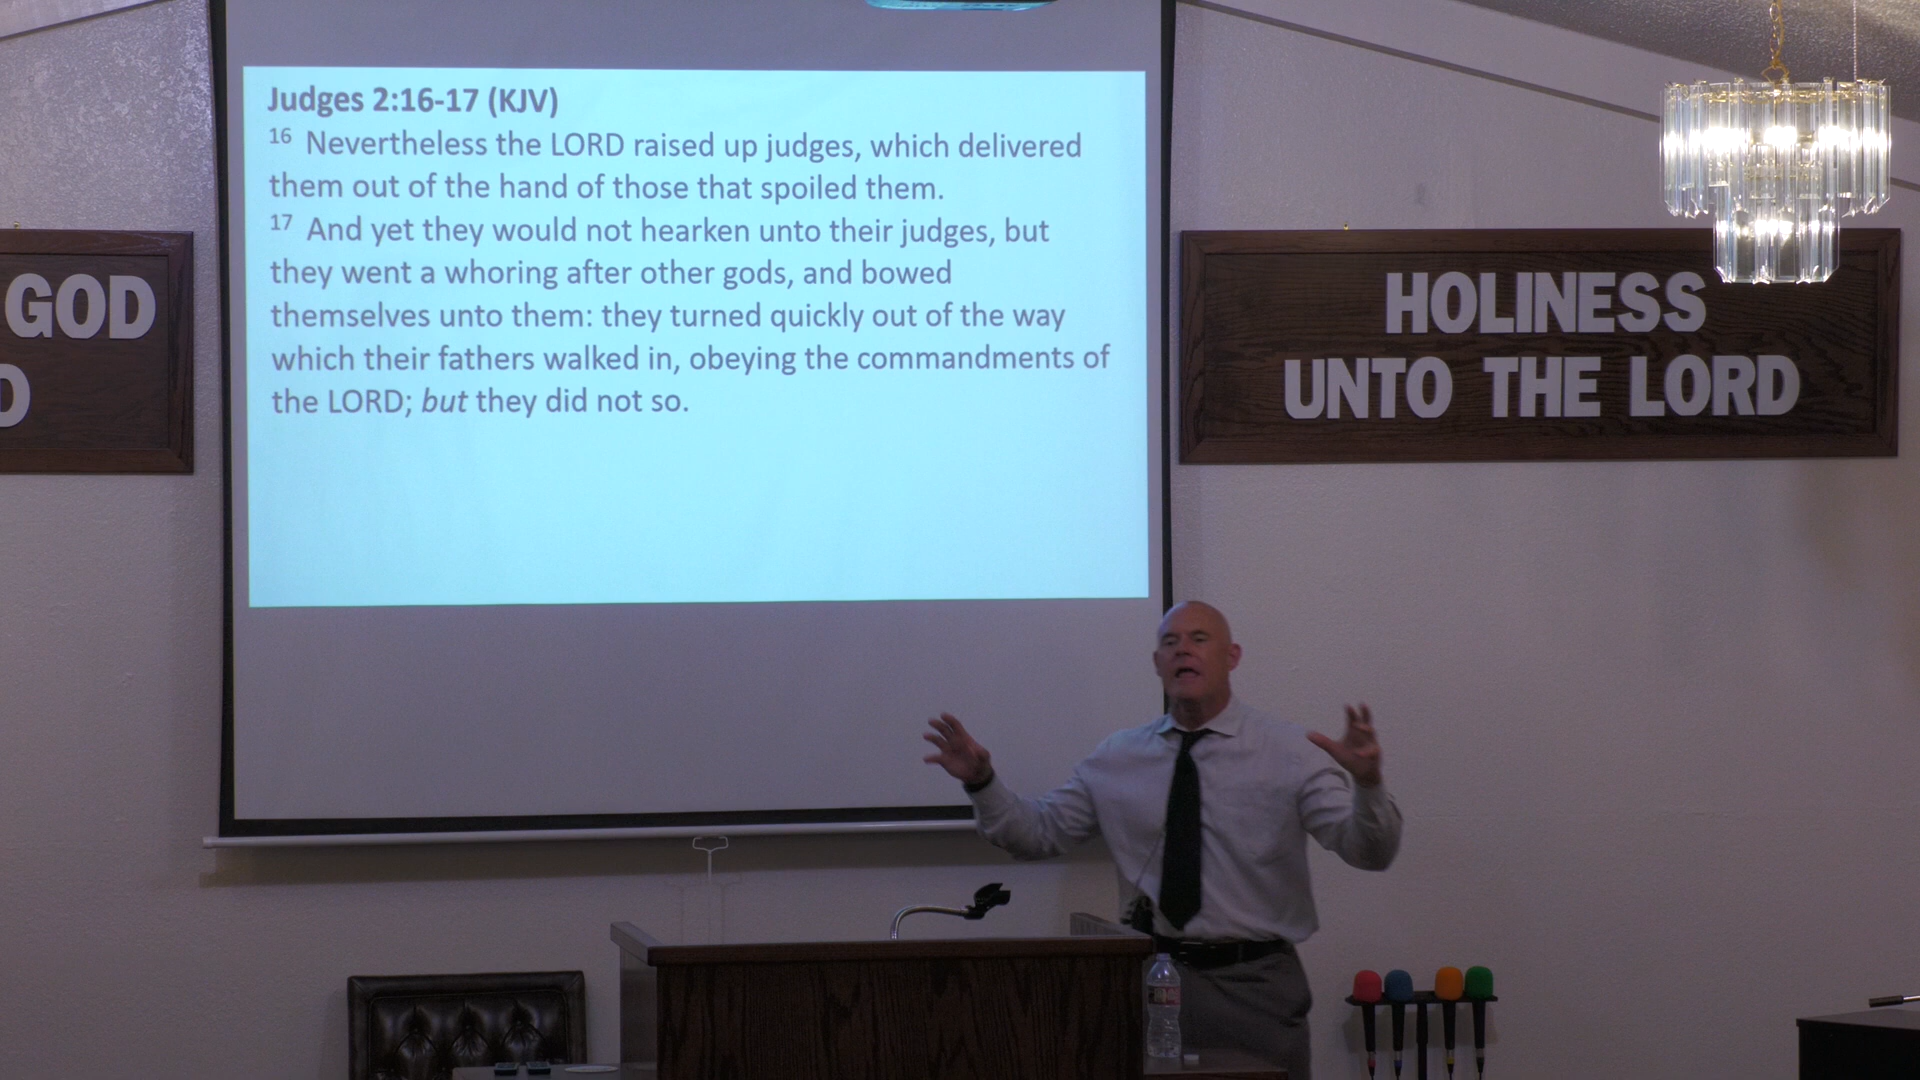 Judges 2:16-17 (KJV)
16 Nevertheless the LORD raised up judges, which delivered
them out of the hand of those that spoiled them.
17 And yet they would not hearken unto their judges, but
they went a whoring after other gods, and bowed
themselves unto them: they turned quickly out of the way
which their fathers walked in, obeying the commandments of
the LORD; but they did not so.
GOD
D
HOLINESS
UNTO THE LORD